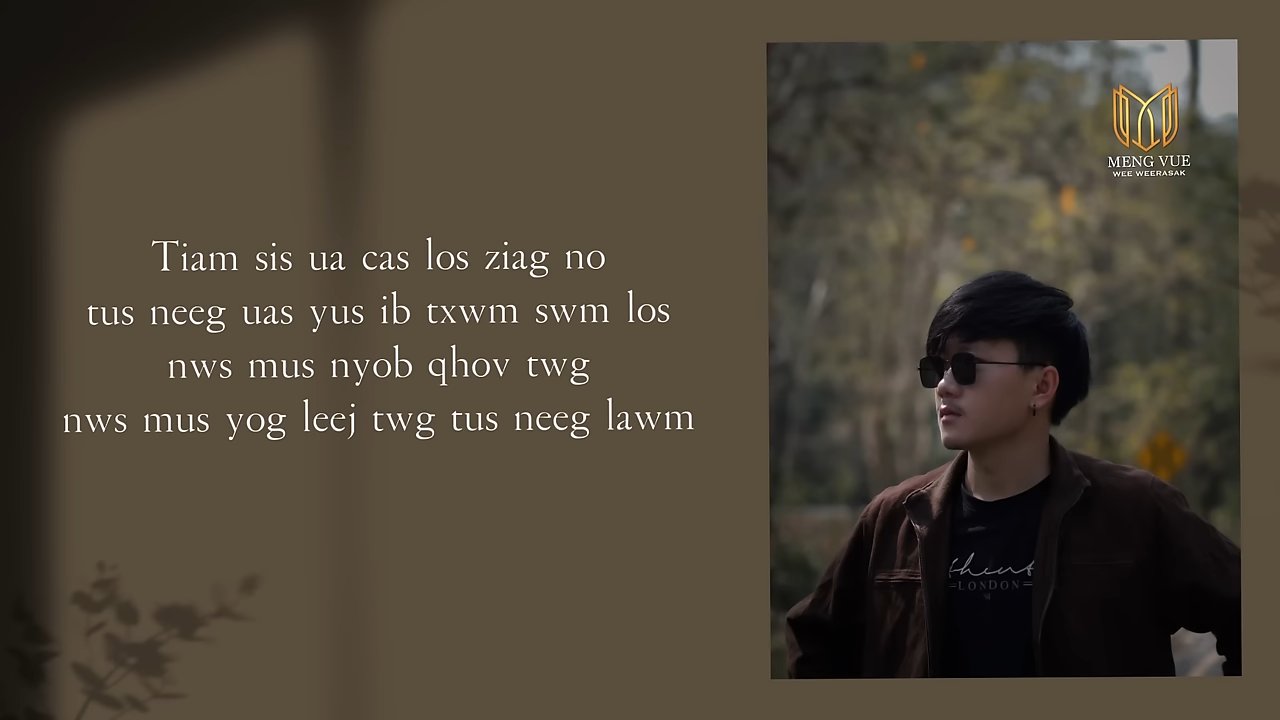 Tiam sis ua cas los ziag no
tus neeg uas yus ib txwm swm los
nws mus nyob qhov twg
nws mus yog leej twg tus neeg lawm
MENG VUE
WEE WEERASAK
LONDON